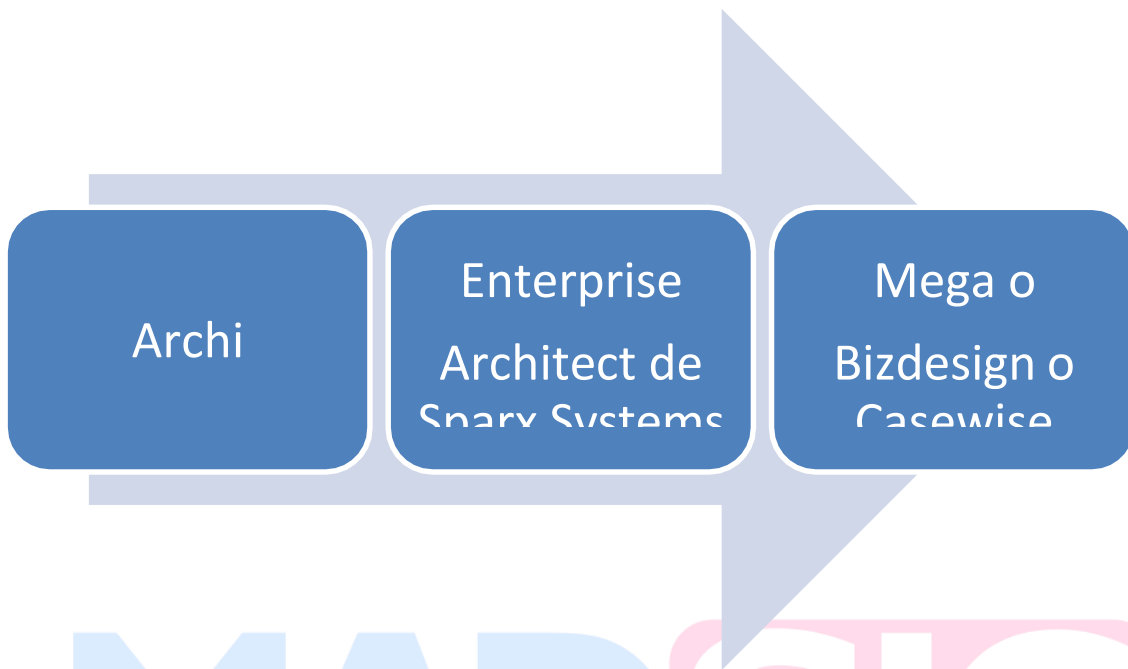 Archi
Enterprise
Architect de
Sparx Systems
Mega o
Bizdesign o
Casewise